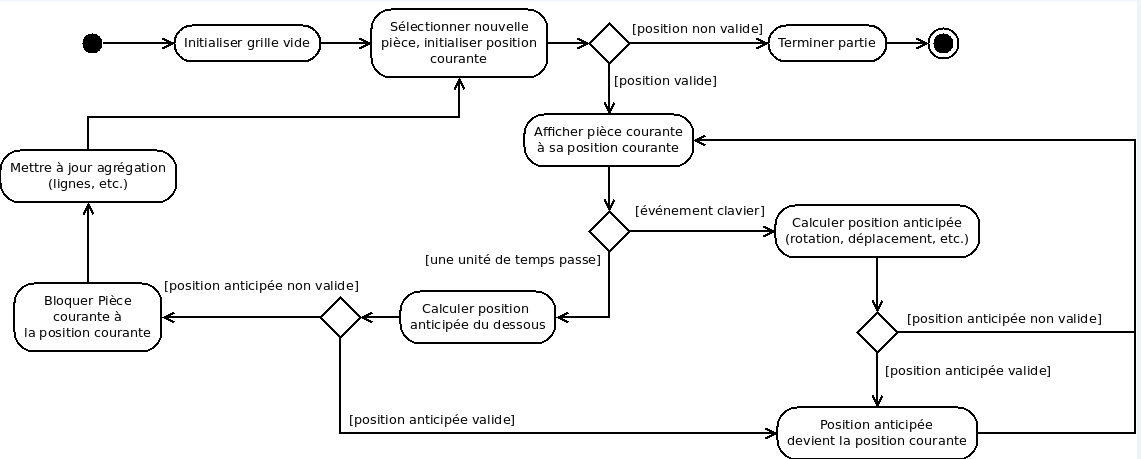 Initialiser grille vide
Sélectionner nouvelle
pièce, initialiser position
courante
[position non valide]
Terminer partie
[position valide]
Afficher pièce courante
à sa position courante
Mettre à jour agrégation
(lignes, etc.)
[événement clavier]
Calculer position anticipée
(rotation, déplacement, etc.)
[une unité de temps passe]
[position anticipée non valide]
Bloquer Pièce
courante à
la position courante
Calculer position
anticipée du dessous
[position anticipée non valide]
[position anticipée valide]
[position anticipée valide]
Position anticipée
devient la position courante